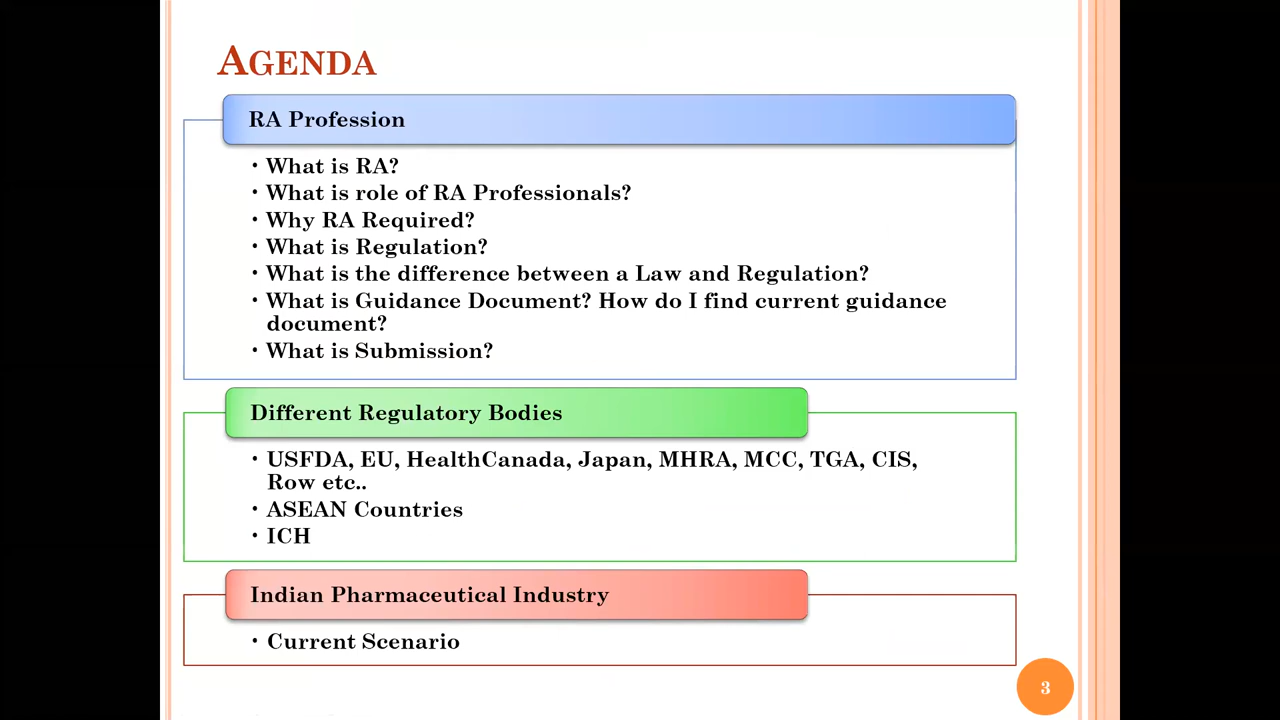 AGENDA
RA Profession
• What is RA?
• What is role of RA Professionals?
• Why RA Required?
• What is Regulation?
• What is the difference between a Law and Regulation?
• What is Guidance Document? How do I find current guidance
document?
• What is Submission?
Different Regulatory Bodies
• USFDA, EU, HealthCanada, Japan, MHRA, MCC, TGA, CIS,
Row etc..
• ASEAN Countries
• ICH
Indian Pharmaceutical Industry
• Current Scenario
3